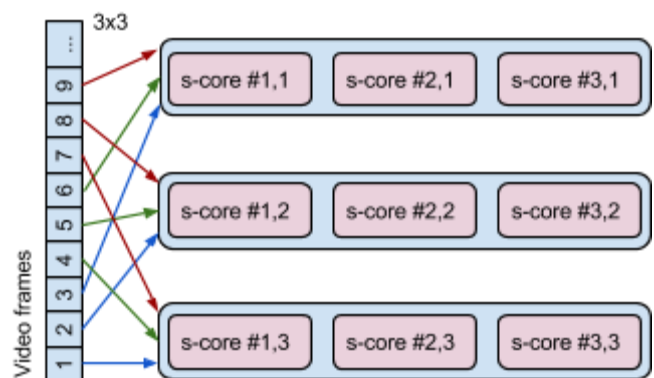 3x3
...
9
8
7
6
5
4
3
2
1
Video frames
s-core #1,1 s-core #2,1 s-core #3,1
s-core #1,2 s-core #2,2 s-core #3,2
s-core #1,3 s-core #2,3 s-core #3,3